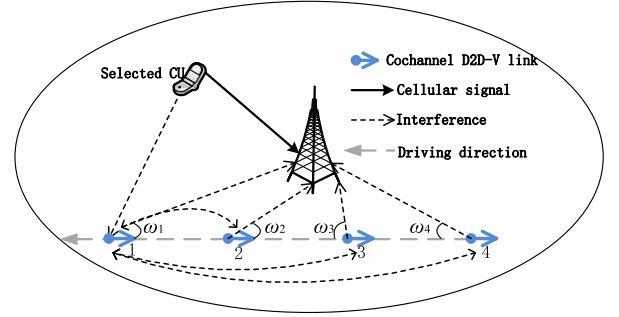 Selected CU
Cochannel D2D-V link
Cellular signal
Interference
Driving direction
ω1
ω2
ω3
ω4
1
2
3
4